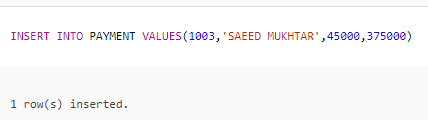 INSERT INTO PAYMENT VALUES(1003,'SAEED MUKHTAR',45000,375000)
1 row(s) inserted.